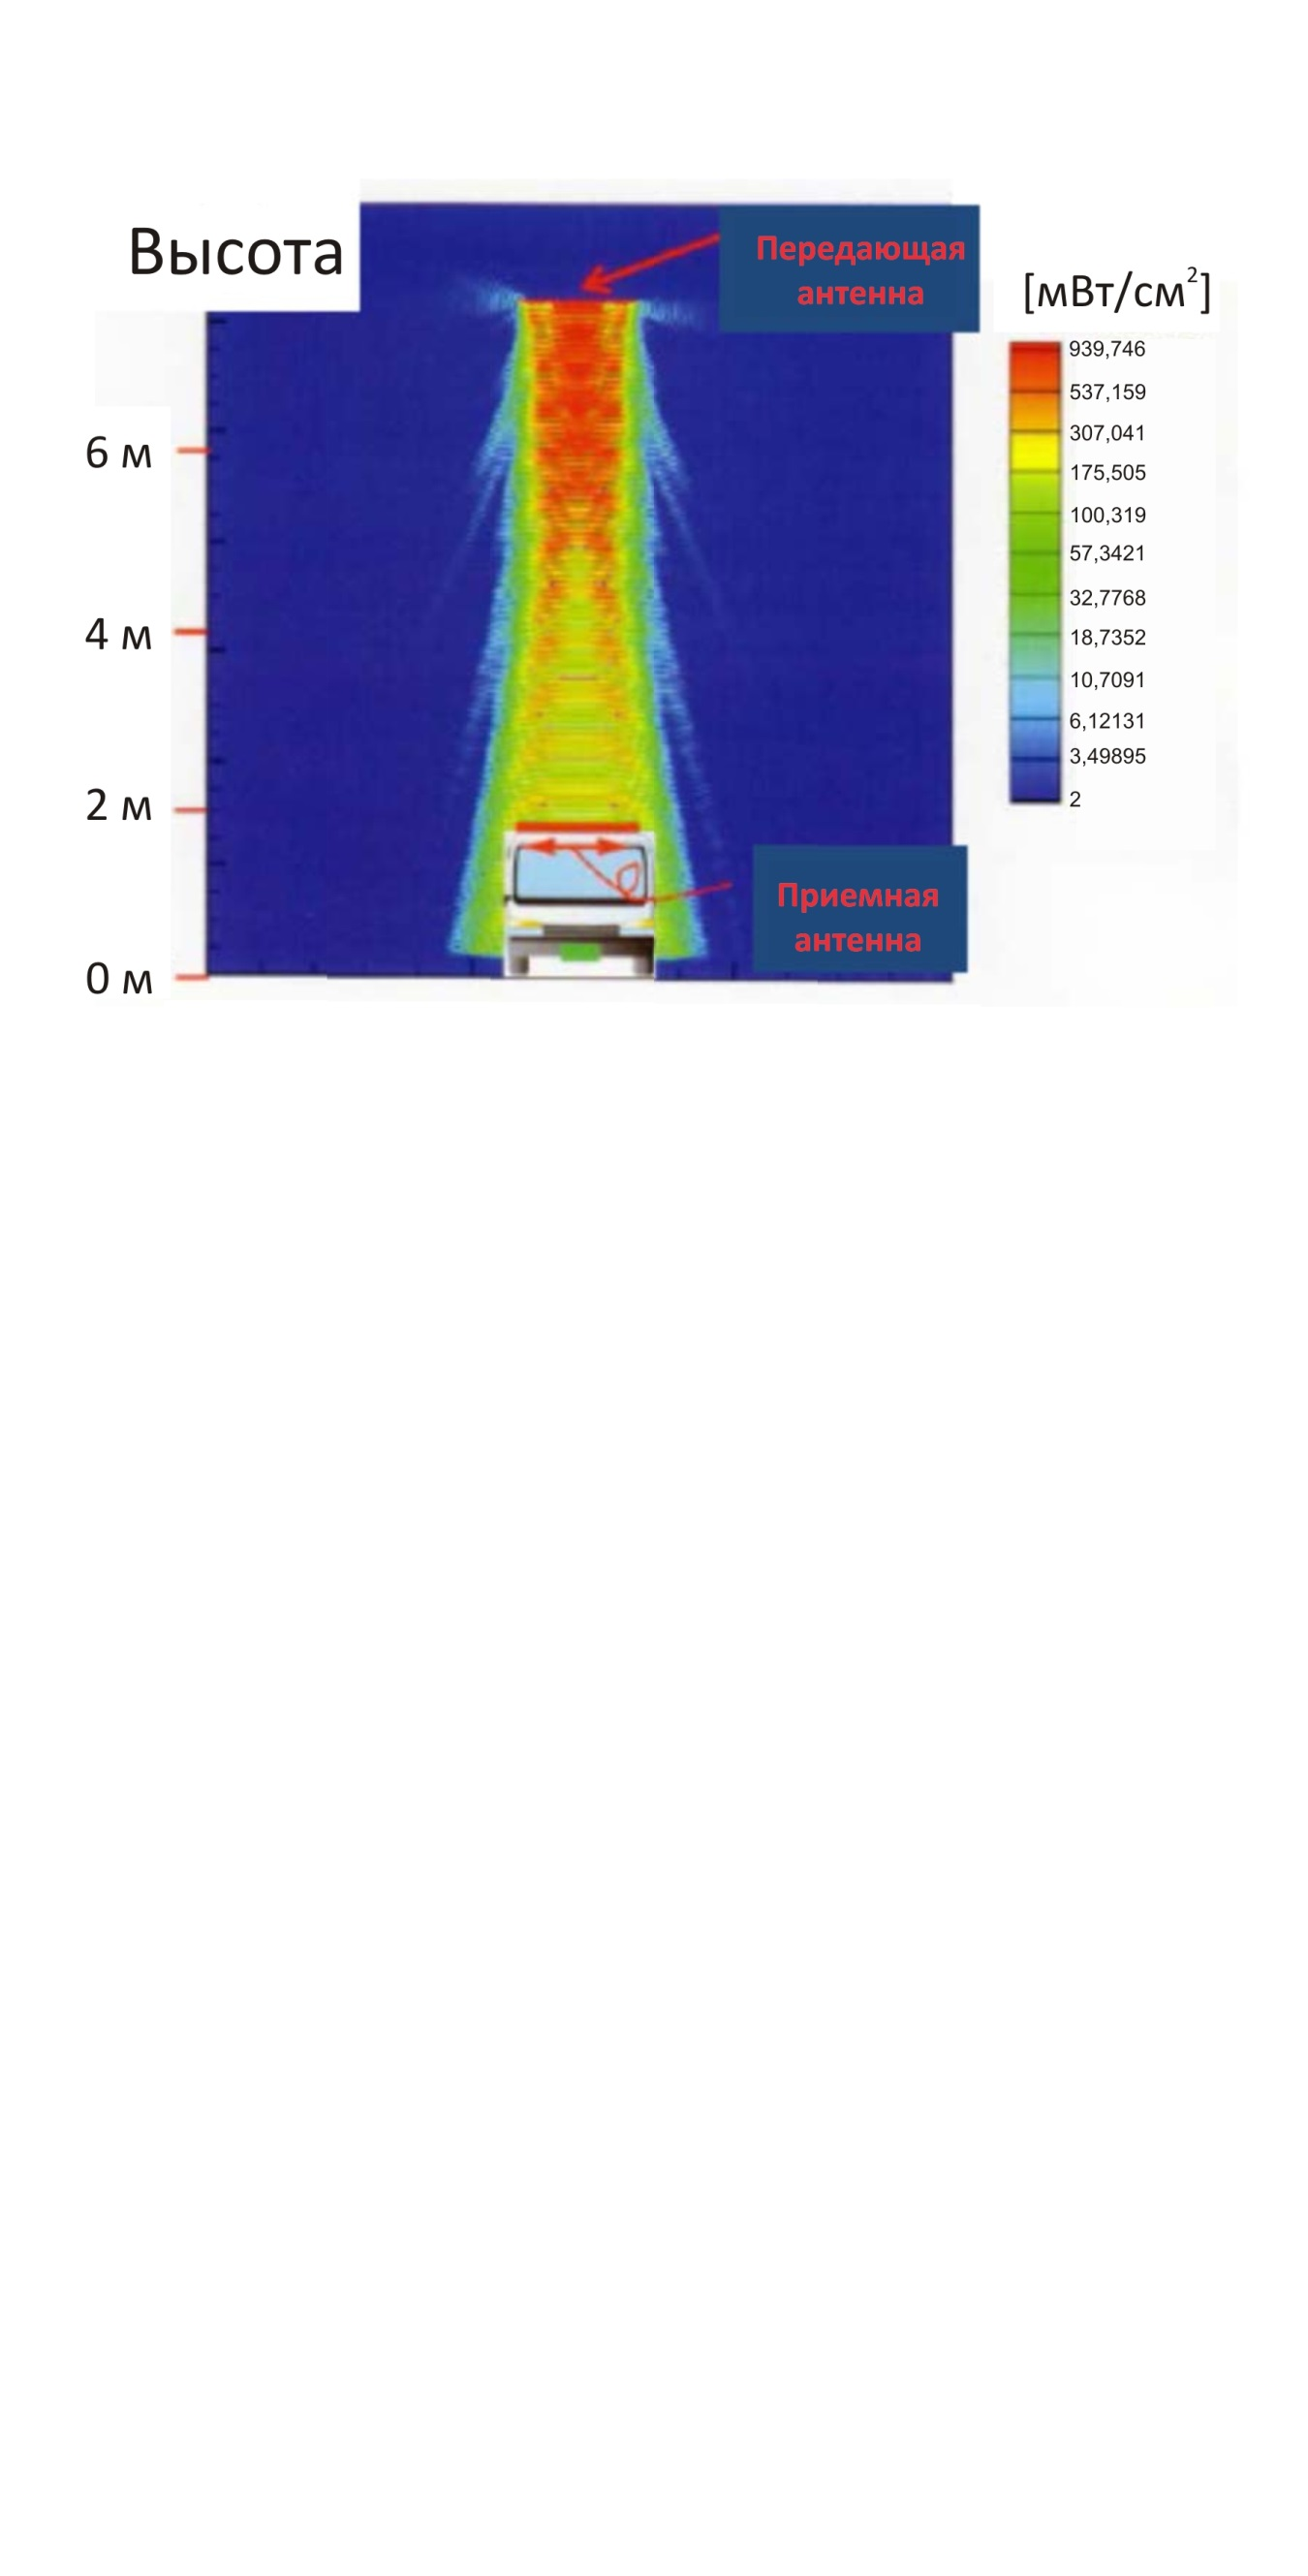 Высота
Передающая
антенна
[мВт/см²]
939,746
537,159
307,041
175,505
100,319
57,3421
32,7768
18,7352
10,7091
6,12131
3,49895
2
6 м
4 м
2 м
0 м
Приемная
антенна